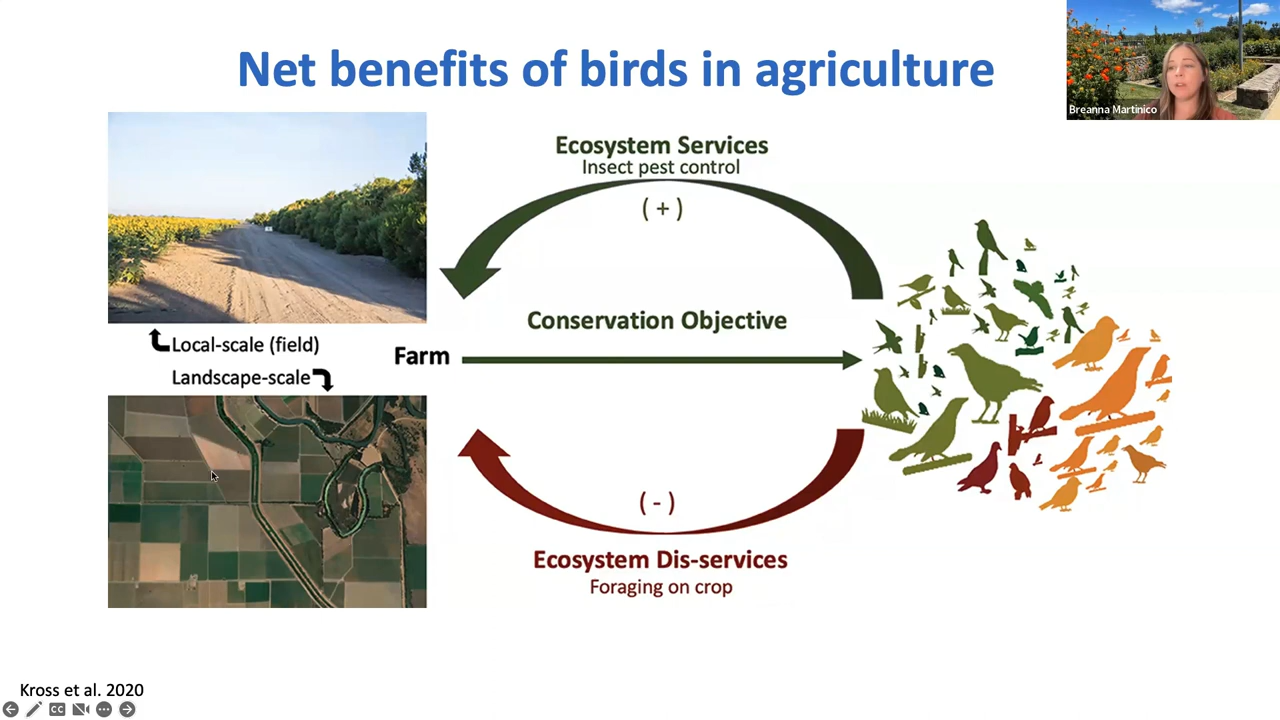 Net benefits of birds in agriculture
Breanna Martinico
Ecosystem Services
Insect pest control
( + )
Local-scale (field)
Landscape-scale
Farm
Conservation Objective
( - )
Ecosystem Dis-services
Foraging on crop
Kross et al. 2020
CC